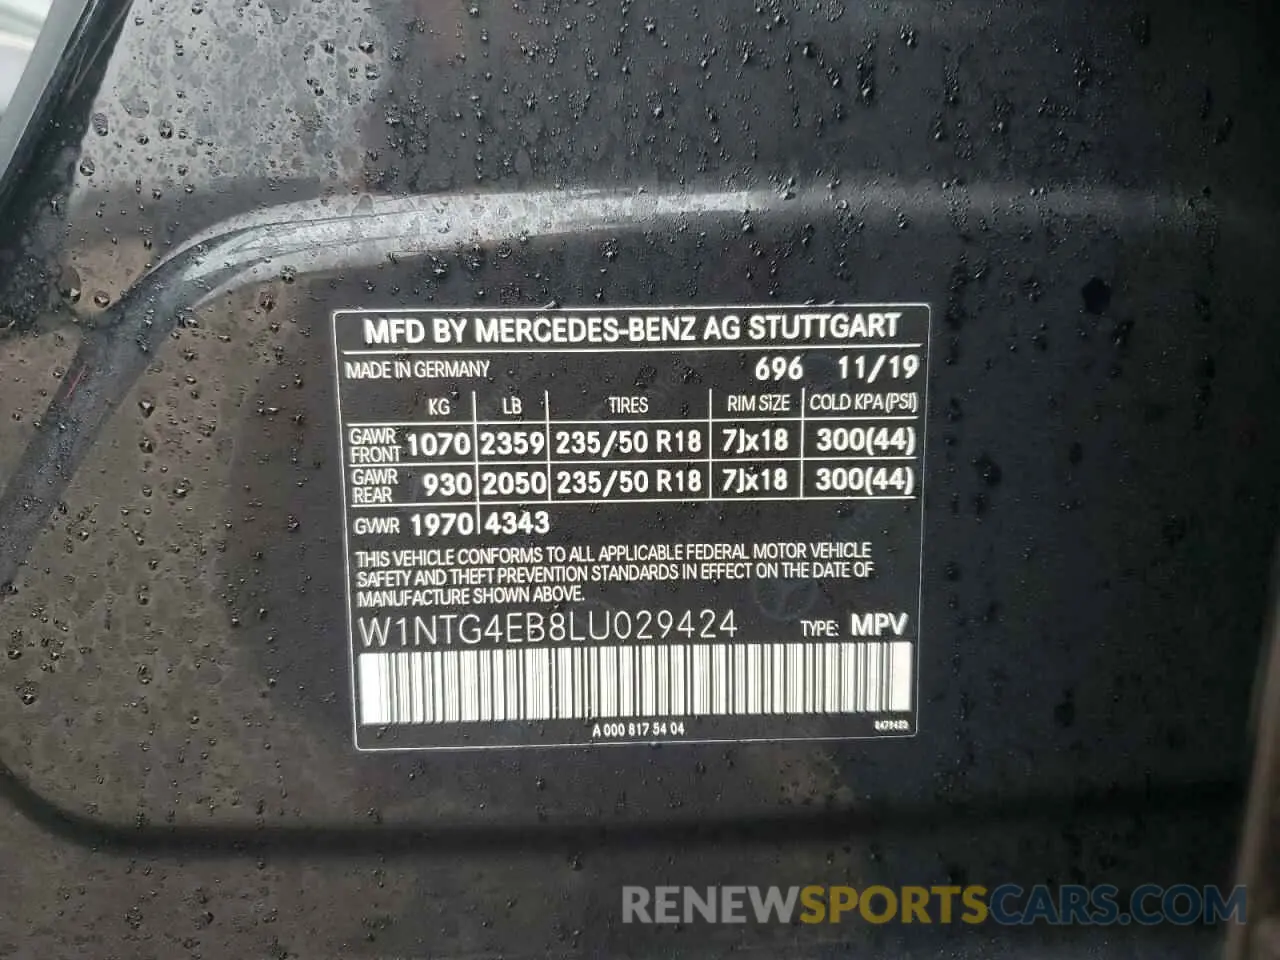 MFD BY MERCEDES-BENZ AG STUTTGART
MADE IN GERMANY 696 11/19
KG LB TIRES RIM SIZE COLD KPA(PSI)
GAWR FRONT 1070 2359 235/50 R18 7Jx18 300(44)
GAWR REAR 930 2050 235/50 R18 7Jx18 300(44)
GVWR 1970 4343
THIS VEHICLE CONFORMS TO ALL APPLICABLE FEDERAL MOTOR VEHICLE
SAFETY AND THEFT PREVENTION STANDARDS IN EFFECT ON THE DATE OF
MANUFACTURE SHOWN ABOVE.
W1NTG4EB8LU029424 TYPE: MPV
A 000 817 54 04
RENEWSPORTSCARS.COM